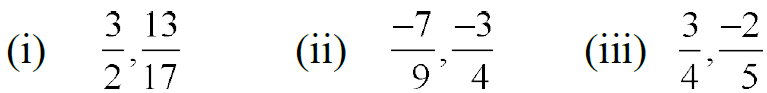 (i) 3/2, 13/17 (ii) -7/9, -3/4 (iii) 3/4, -2/5